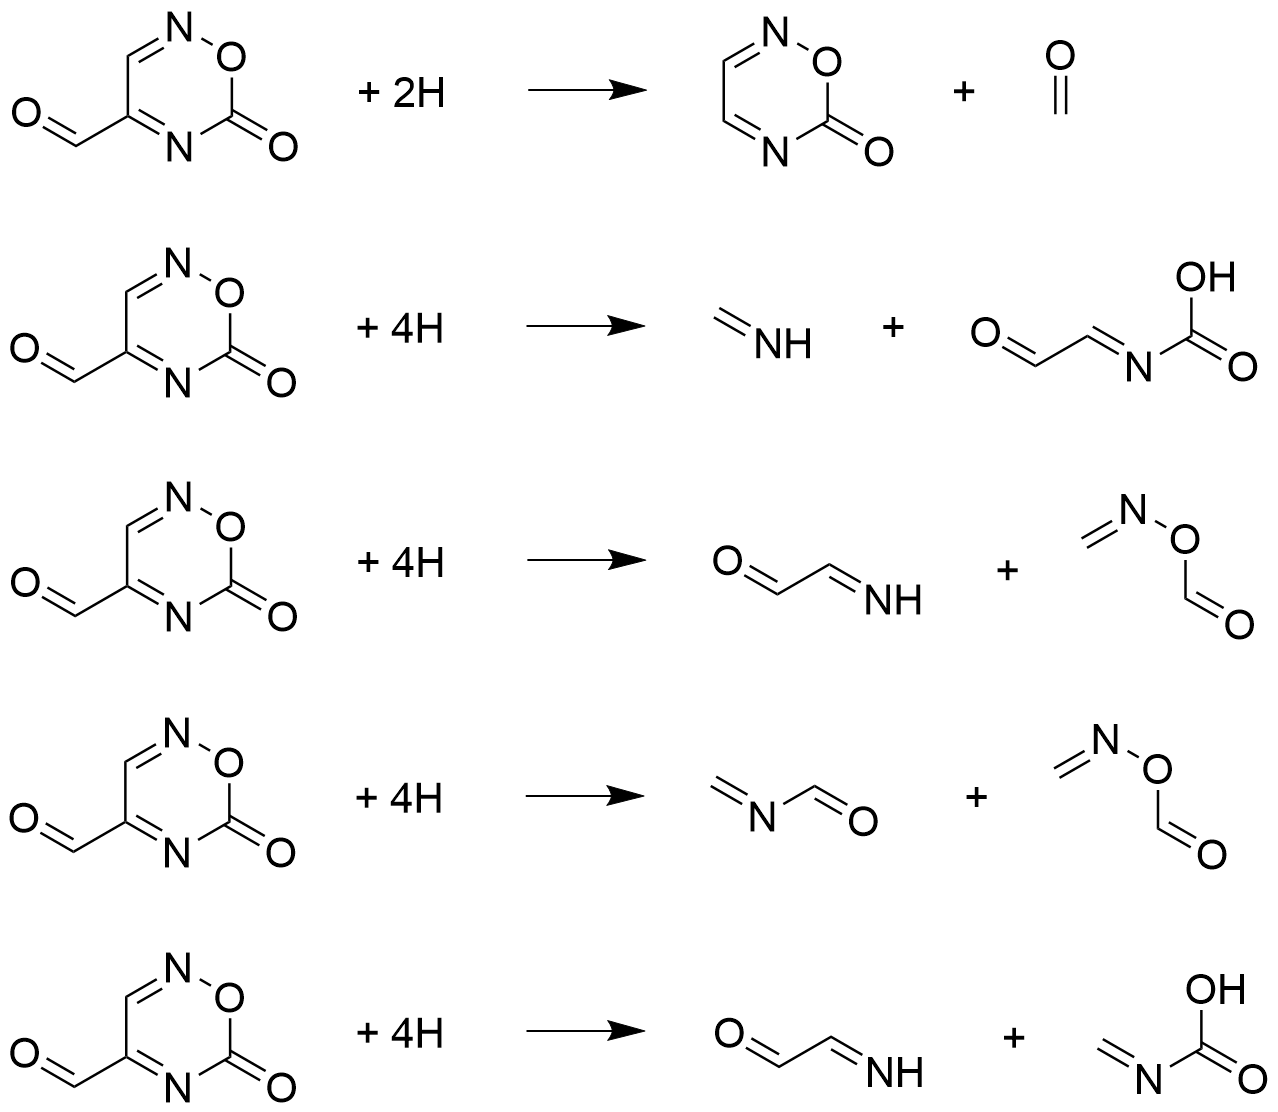 N N
O O O
+ 2H +
O
N O N O
N OH
O
+ 4H + O
O NH N O
N O
N N
O O
+ 4H O +
O NH
N O O
N N
O O
+ 4H +
O N O
N O O
N OH
O
+ 4H O +
O NH N O
N O